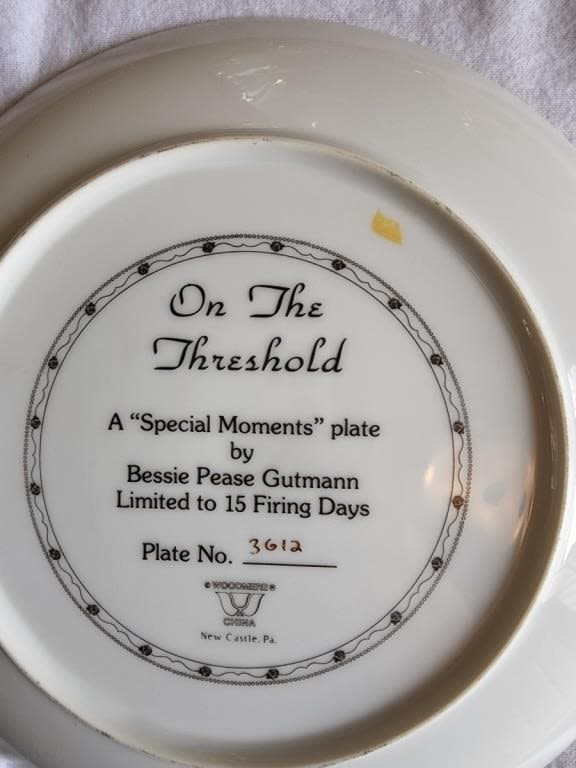 On The
Threshold
A “Special Moments” plate
by
Bessie Pease Gutmann
Limited to 15 Firing Days
Plate No. 3612
© WOODMERE ®
CHINA
New Castle, Pa.